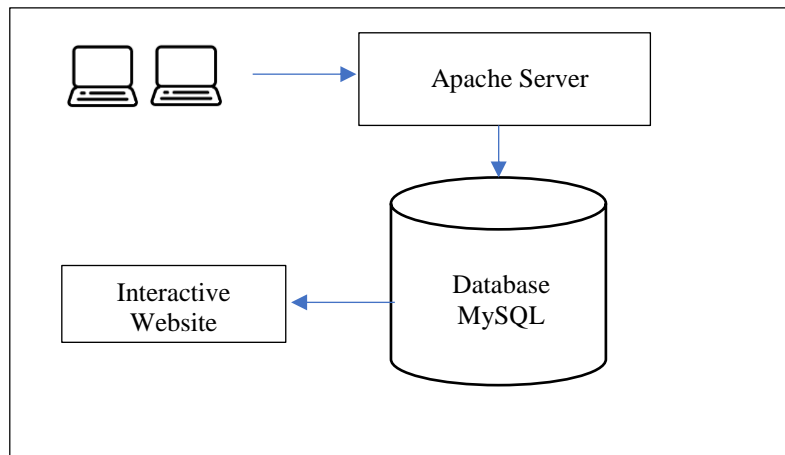 Apache Server
Database
MySQL
Interactive
Website